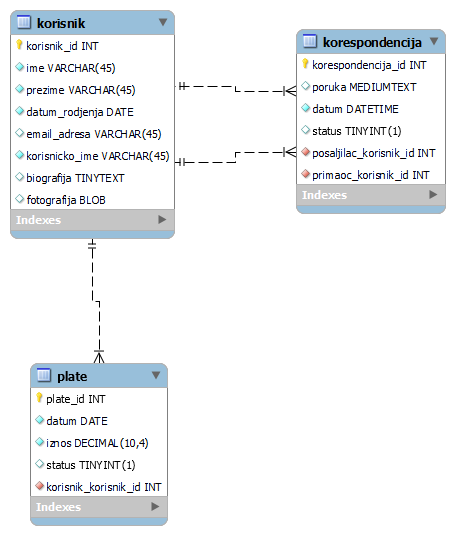 korisnik
korisnik_id INT
ime VARCHAR(45)
prezime VARCHAR(45)
datum_rodjenja DATE
email_adresa VARCHAR(45)
korisnicko_ime VARCHAR(45)
biografija TINYTEXT
fotografija BLOB
Indexes
korespondencija
korespondencija_id INT
poruka MEDIUMTEXT
datum DATETIME
status TINYINT(1)
posaljilac_korisnik_id INT
primaoc_korisnik_id INT
Indexes
plate
plate_id INT
datum DATE
iznos DECIMAL(10,4)
status TINYINT(1)
korisnik_korisnik_id INT
Indexes